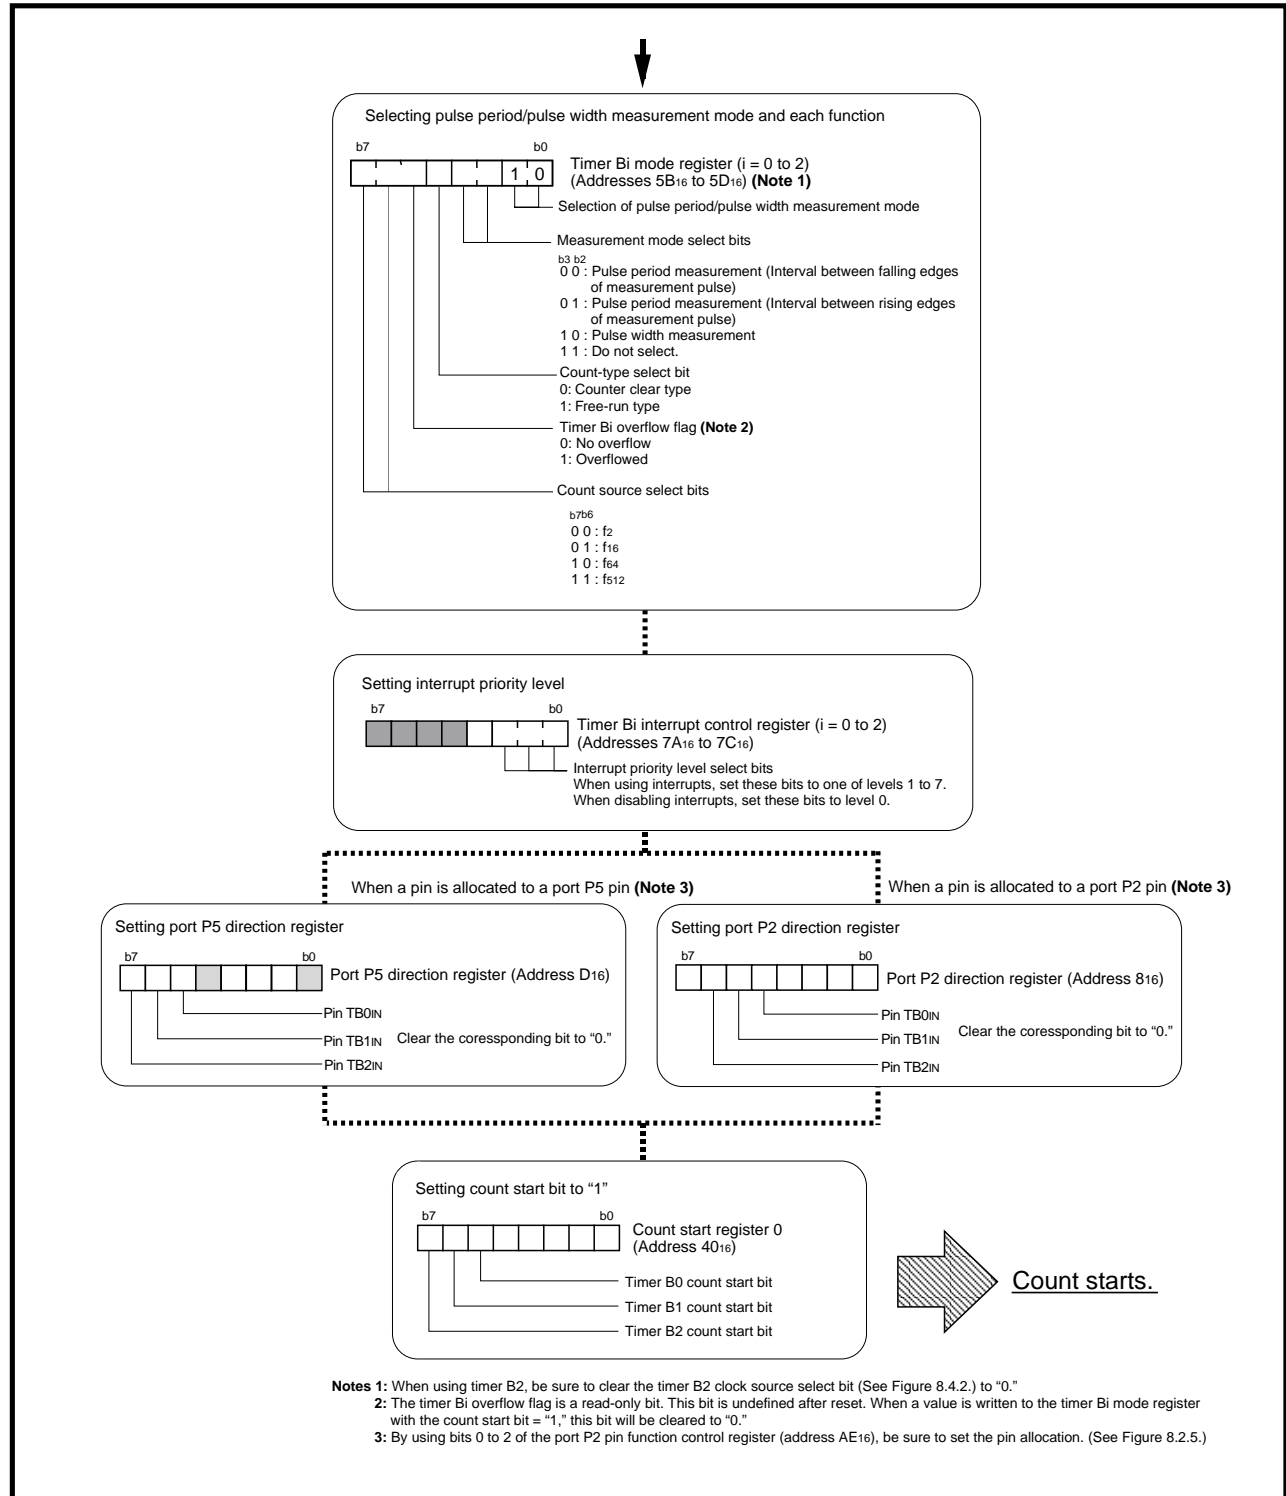 Selecting pulse period/pulse width measurement mode and each function
b7 b0
1 0
Timer Bi mode register (i = 0 to 2)
(Addresses 5B16 to 5D16) (Note 1)
Selection of pulse period/pulse width measurement mode
Measurement mode select bits
b3 b2
0 0 : Pulse period measurement (Interval between falling edges
of measurement pulse)
0 1 : Pulse period measurement (Interval between rising edges
of measurement pulse)
1 0 : Pulse width measurement
1 1 : Do not select.
Count-type select bit
0: Counter clear type
1: Free-run type
Timer Bi overflow flag (Note 2)
0: No overflow
1: Overflowed
Count source select bits
b7b6
0 0 : f2
0 1 : f16
1 0 : f64
1 1 : f512
Setting interrupt priority level
b7 b0
Timer Bi interrupt control register (i = 0 to 2)
(Addresses 7A16 to 7C16)
Interrupt priority level select bits
When using interrupts, set these bits to one of levels 1 to 7.
When disabling interrupts, set these bits to level 0.
When a pin is allocated to a port P5 pin (Note 3)
Setting port P5 direction register
b7 b0
Port P5 direction register (Address D16)
Pin TB0IN
Pin TB1IN Clear the coresponding bit to “0.”
Pin TB2IN
When a pin is allocated to a port P2 pin (Note 3)
Setting port P2 direction register
b7 b0
Port P2 direction register (Address 816)
Pin TB0IN
Pin TB1IN Clear the coressponding bit to “0.”
Pin TB2IN
Setting count start bit to “1”
b7 b0
Count start register 0
(Address 4016)
Timer B0 count start bit
Timer B1 count start bit
Timer B2 count start bit
Count starts.
Notes 1: When using timer B2, be sure to clear the timer B2 clock source select bit (See Figure 8.4.2.) to “0.”
2: The timer Bi overflow flag is a read-only bit. This bit is undefined after reset. When a value is written to the timer Bi mode register
with the count start bit = “1,” this bit will be cleared to “0.”
3: By using bits 0 to 2 of the port P2 pin function control register (address AE16), be sure to set the pin allocation. (See Figure 8.2.5.)